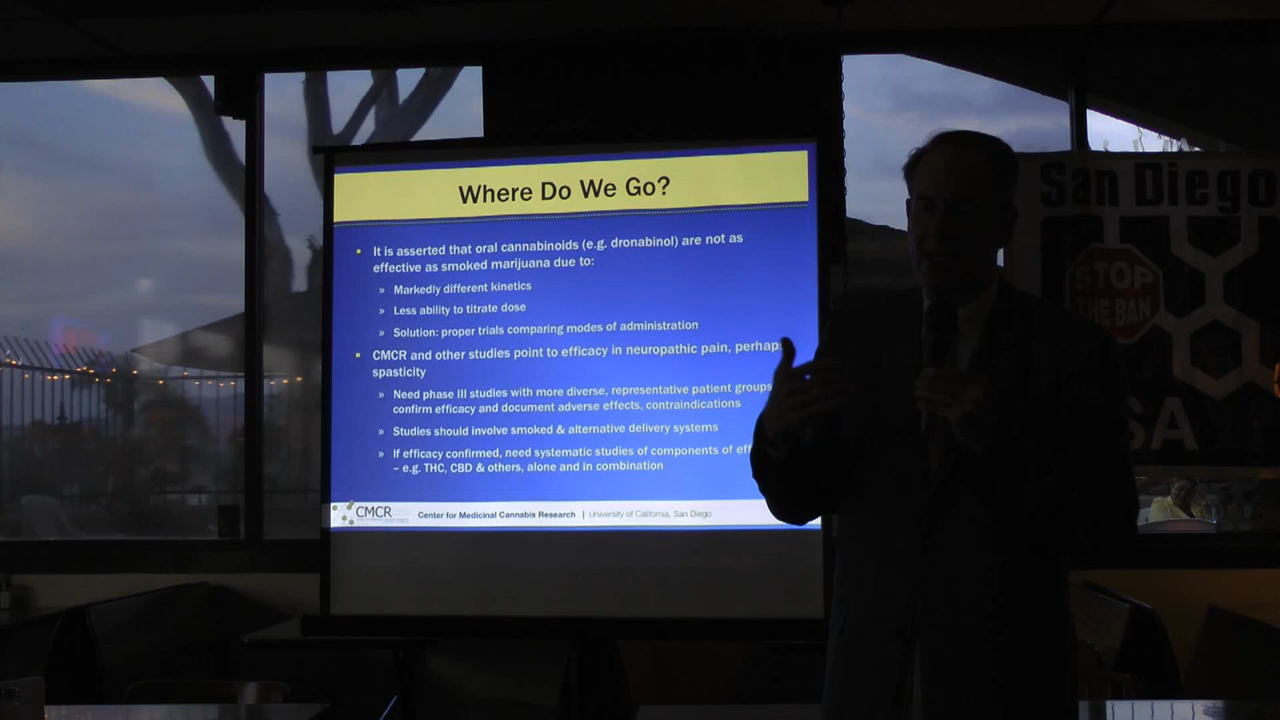 Where Do We Go?
It is asserted that oral cannabinoids (e.g. dronabinol) are not as
effective as smoked marijuana due to:
» Markedly different kinetics
» Less ability to titrate dose
» Solution: proper trials comparing modes of administration
CMCR and other studies point to efficacy in neuropathic pain, perhaps
spasticity
» Need phase III studies with more diverse, representative patient groups
confirm efficacy and document adverse effects, contraindications
» Studies should involve smoked & alternative delivery systems
» If efficacy confirmed, need systematic studies of components of
– e.g. THC, CBD & others, alone and in combination
CMCR
Center for Medicinal Cannabis Research | University of California, San Diego
San Diego
STOP
THE BAN
SA